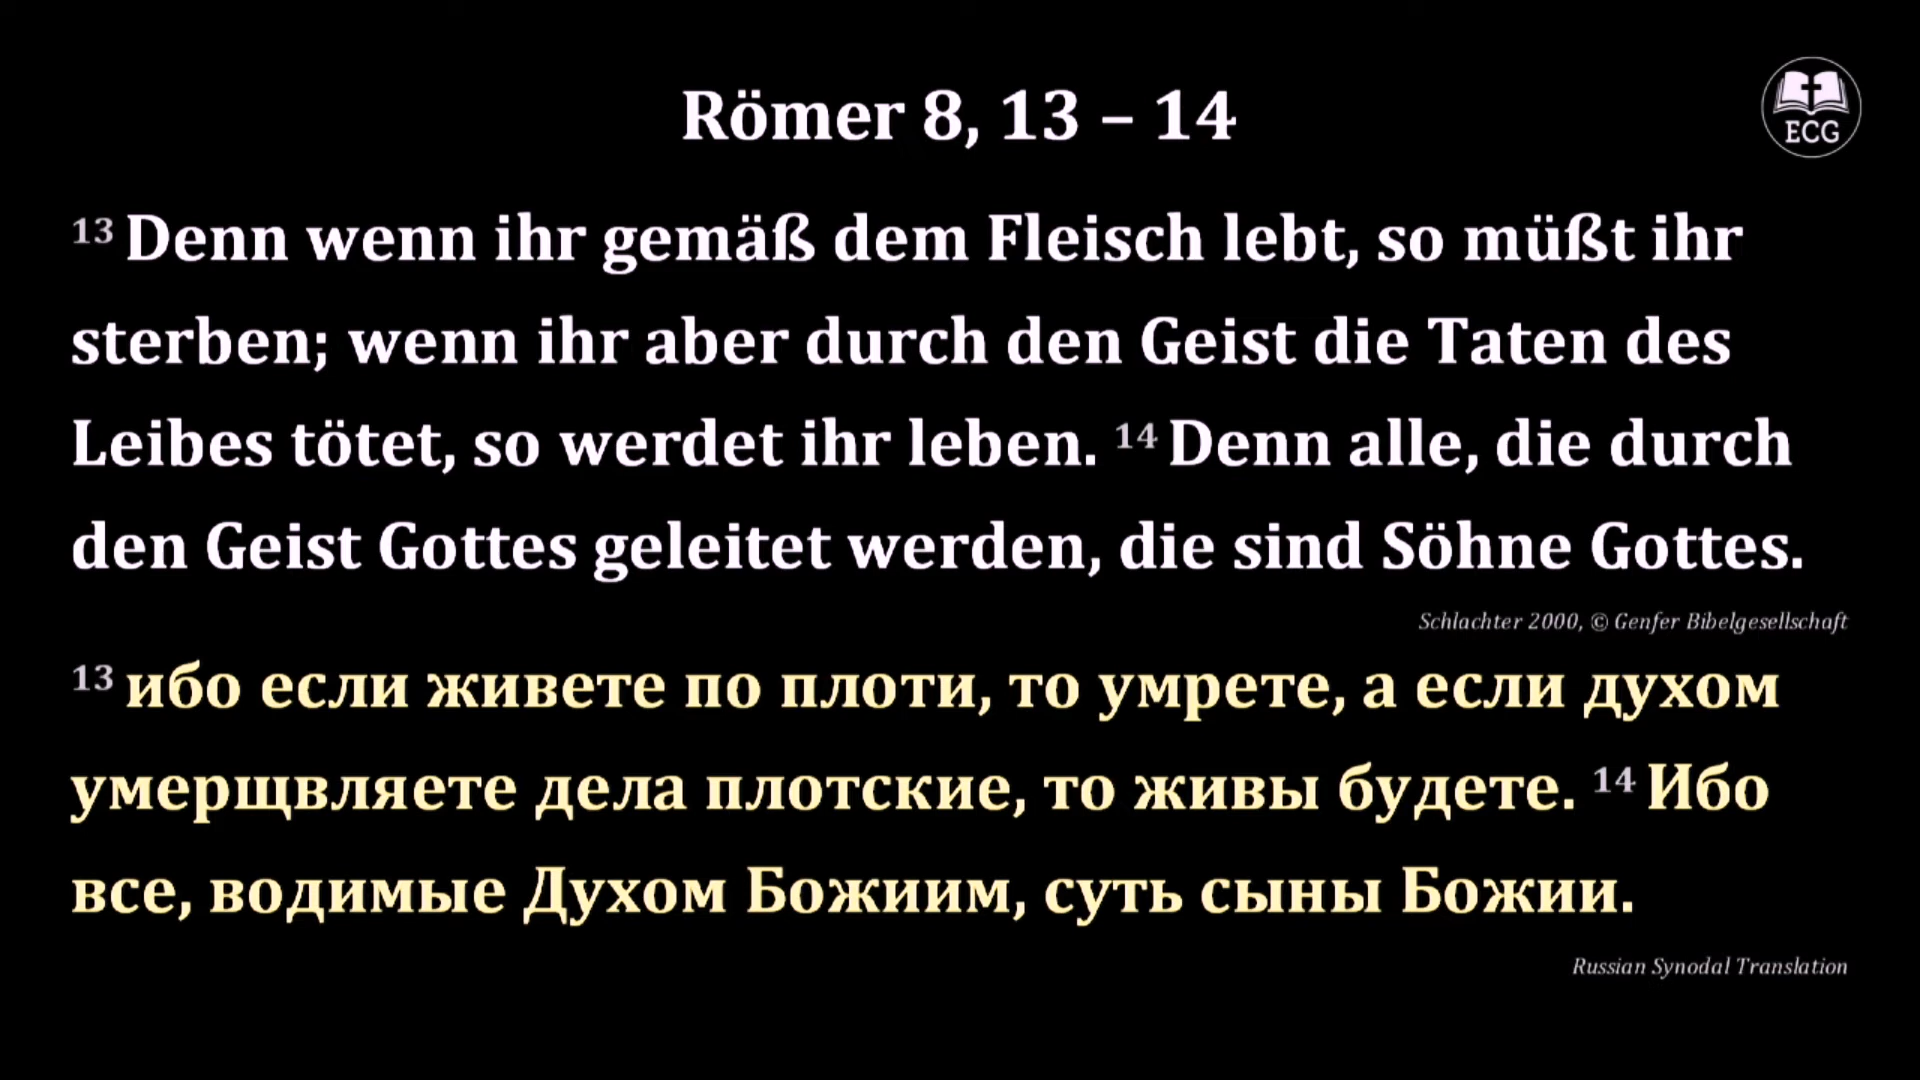 Römer 8, 13 – 14
ECG
13 Denn wenn ihr gemäß dem Fleisch lebt, so müßt ihr
sterben; wenn ihr aber durch den Geist die Taten des
Leibes tötet, so werdet ihr leben. 14 Denn alle, die durch
den Geist Gottes geleitet werden, die sind Söhne Gottes.
Schlachter 2000, © Genfer Bibelgesellschaft
13 ибо если живете по плоти, то умрете, а если духом
умерщвляете дела плотские, то живы будете. 14 Ибо
все, водимые Духом Божиим, суть сыны Божии.
Russian Synodal Translation